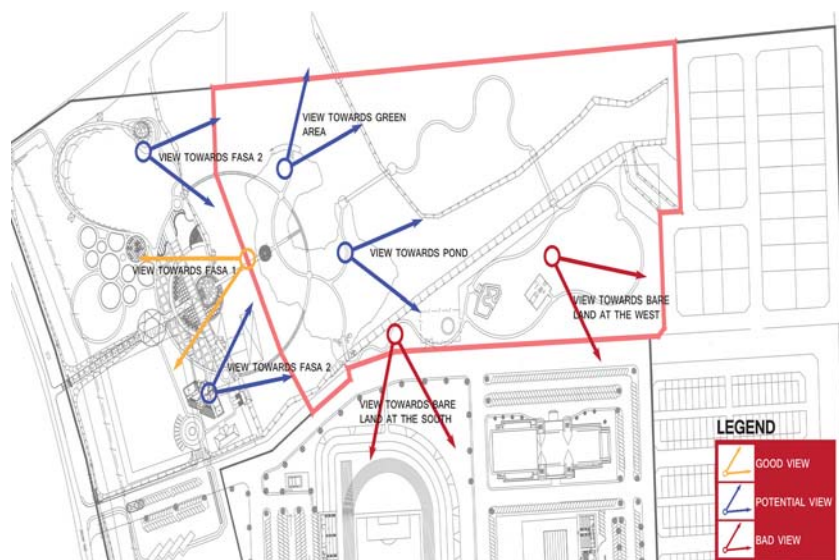 VIEW TOWARDS GREEN
AREA
VIEW TOWARDS FASA 2
VIEW TOWARDS POND
VIEW TOWARDS FASA 1
VIEW TOWARDS BARE
LAND AT THE WEST
VIEW TOWARDS FASA 2
VIEW TOWARDS BARE
LAND AT THE SOUTH
LEGEND
GOOD VIEW
POTENTIAL VIEW
BAD VIEW